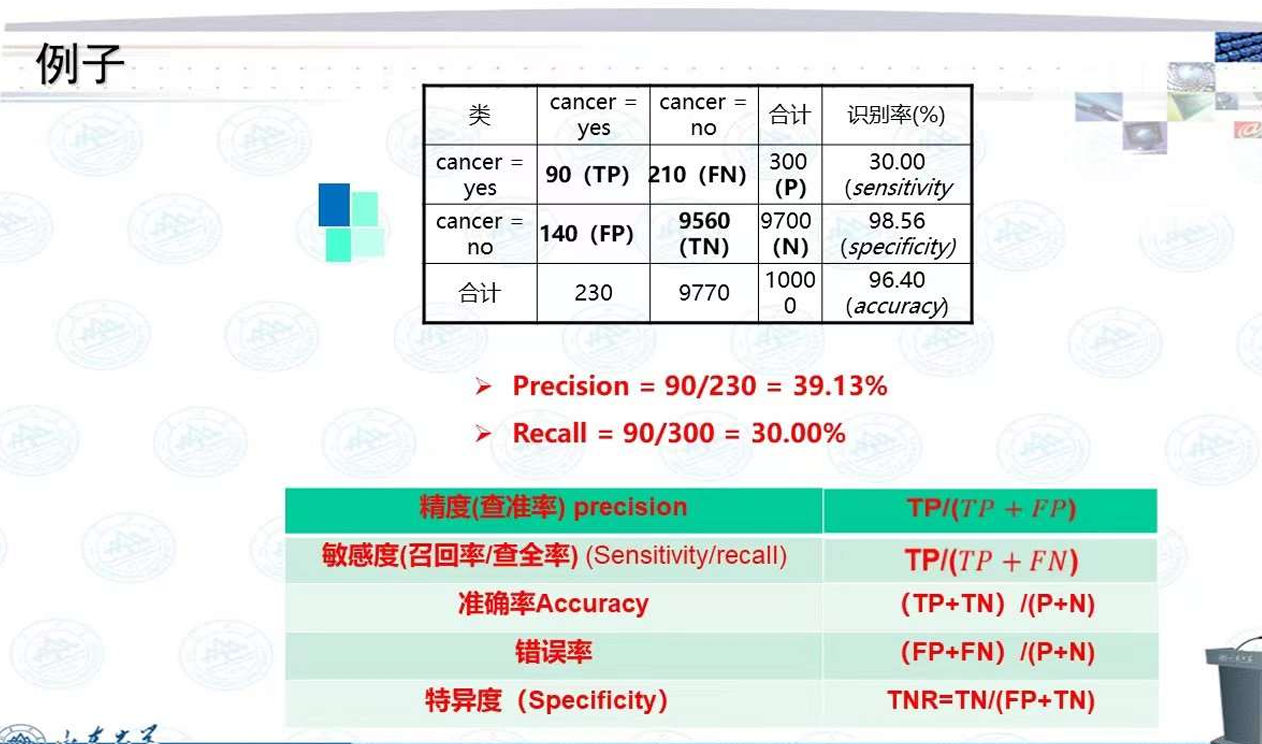 例子
类 cancer = yes cancer = no 合计 识别率(%)
cancer = yes 90（TP） 210（FN） 300 (P) 30.00 (sensitivity
cancer = no 140（FP） 9560 (TN) 9700 (N) 98.56 (specificity)
合计 230 9770 10000 96.40 (accuracy)
➢ Precision = 90/230 = 39.13%
➢ Recall = 90/300 = 30.00%
精度(查准率) precision TP/(TP + FP)
敏感度(召回率/查全率) (Sensitivity/recall) TP/(TP + FN)
准确率Accuracy （TP+TN）/(P+N)
错误率 （FP+FN）/(P+N)
特异度（Specificity） TNR=TN/(FP+TN)
山东大学